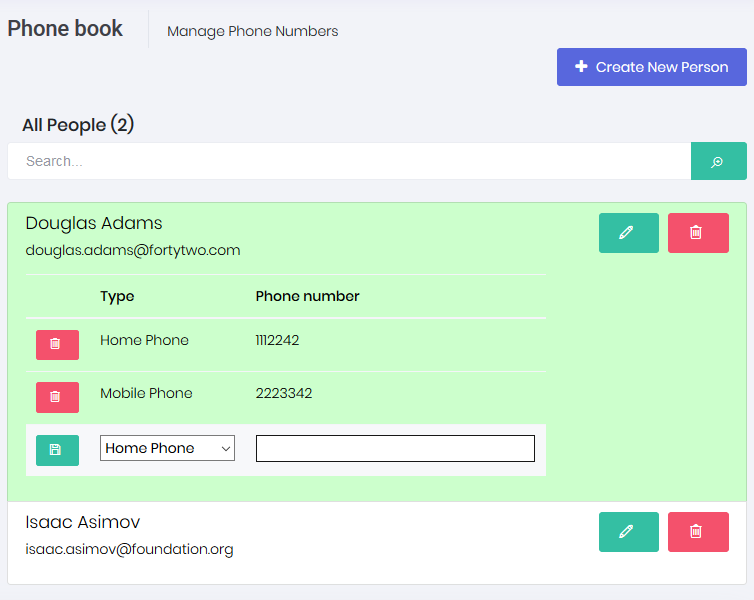 Phone book
Manage Phone Numbers
Create New Person
All People (2)
Search...
Douglas Adams
douglas.adams@fortytwo.com
Type Phone number
Home Phone 1112242
Mobile Phone 2223342
Home Phone
Isaac Asimov
isaac.asimov@foundation.org